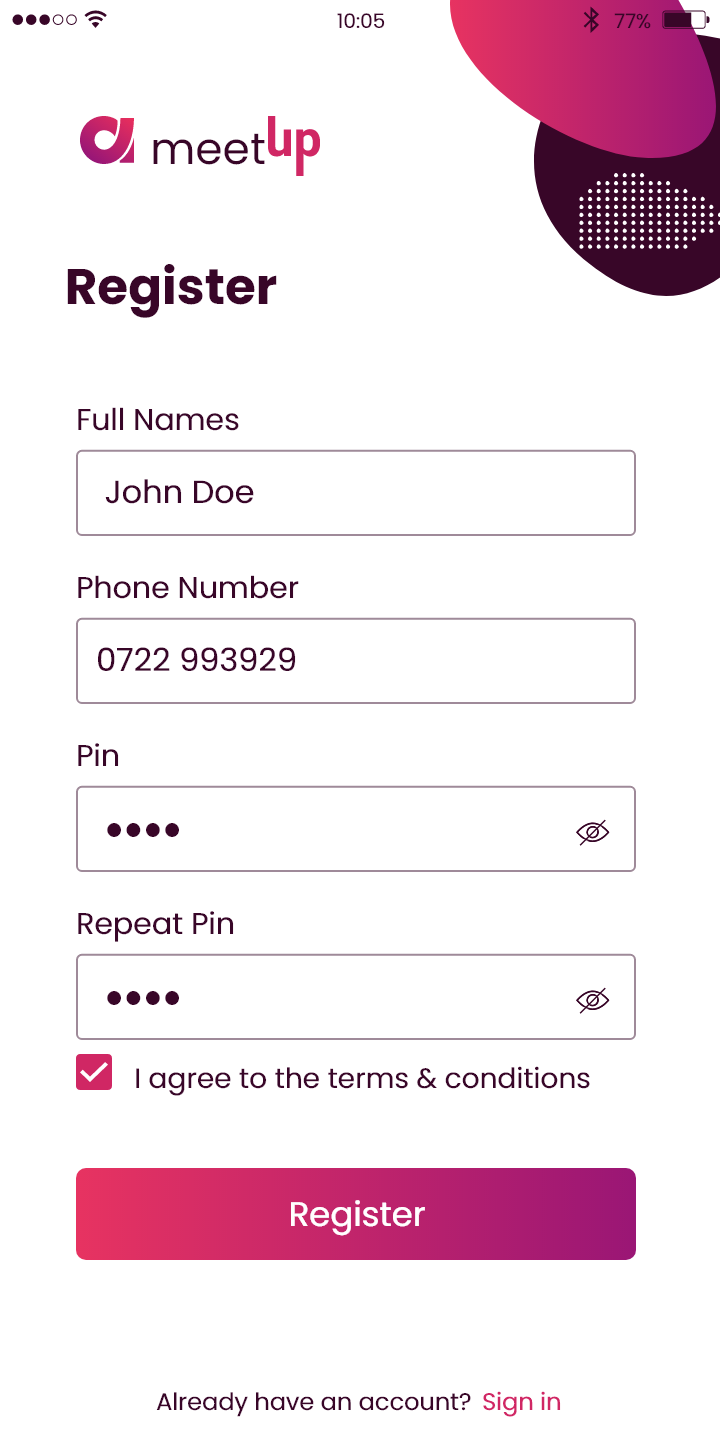 10:05
77%
meetup
Register
Full Names
John Doe
Phone Number
0722 993929
Pin
Repeat Pin
I agree to the terms & conditions
Register
Already have an account? Sign in